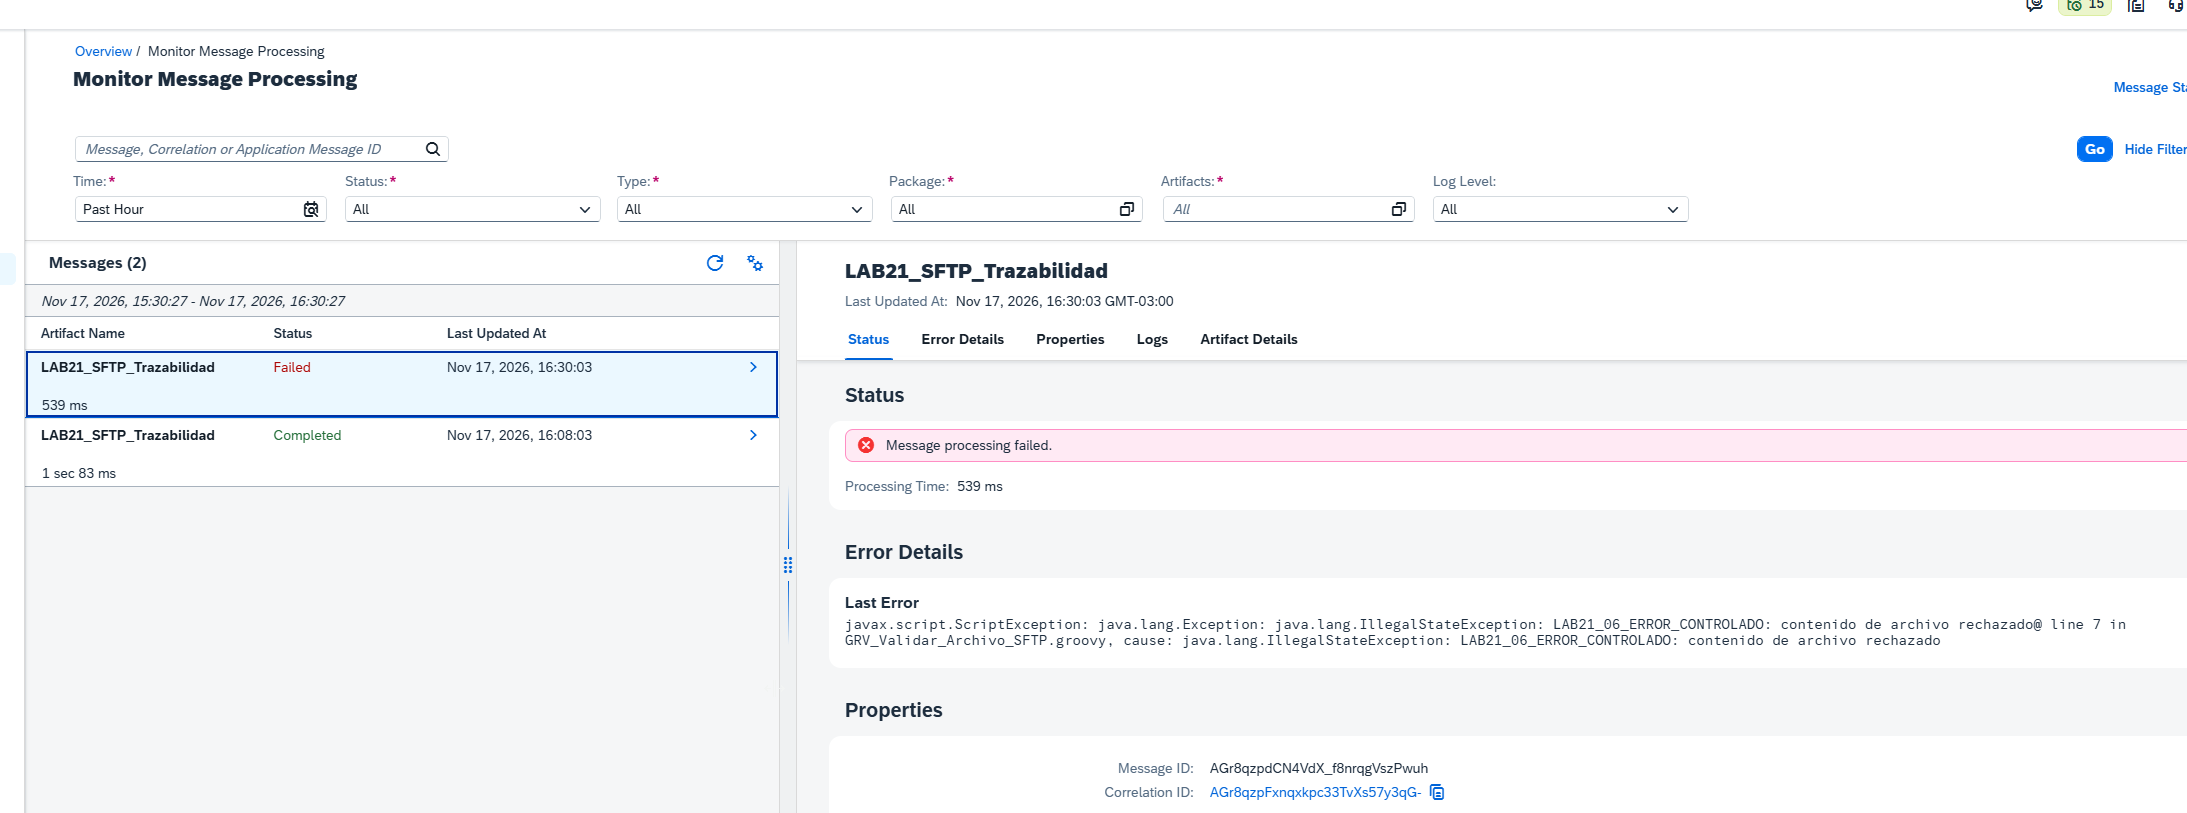 15
Overview / Monitor Message Processing
Monitor Message Processing
Message Sta
Message, Correlation or Application Message ID
Go Hide Filter
Time:* Status:* Type:* Package:* Artifacts:* Log Level:
Past Hour All All All All All
Messages (2)
Nov 17, 2026, 15:30:27 - Nov 17, 2026, 16:30:27
Artifact Name Status Last Updated At
LAB21_SFTP_Trazabilidad Failed Nov 17, 2026, 16:30:03
539 ms
LAB21_SFTP_Trazabilidad Completed Nov 17, 2026, 16:08:03
1 sec 83 ms
LAB21_SFTP_Trazabilidad
Last Updated At: Nov 17, 2026, 16:30:03 GMT-03:00
Status Error Details Properties Logs Artifact Details
Status
Message processing failed.
Processing Time: 539 ms
Error Details
Last Error
javax.script.ScriptException: java.lang.Exception: java.lang.IllegalStateException: LAB21_06_ERROR_CONTROLADO: contenido de archivo rechazado@ line 7 in
GRV_Validar_Archivo_SFTP.groovy, cause: java.lang.IllegalStateException: LAB21_06_ERROR_CONTROLADO: contenido de archivo rechazado
Properties
Message ID: AGr8qzpdCN4VdX_f8nrqgVszPwuh
Correlation ID: AGr8qzpFxnqxkpc33TvXs57y3qG-